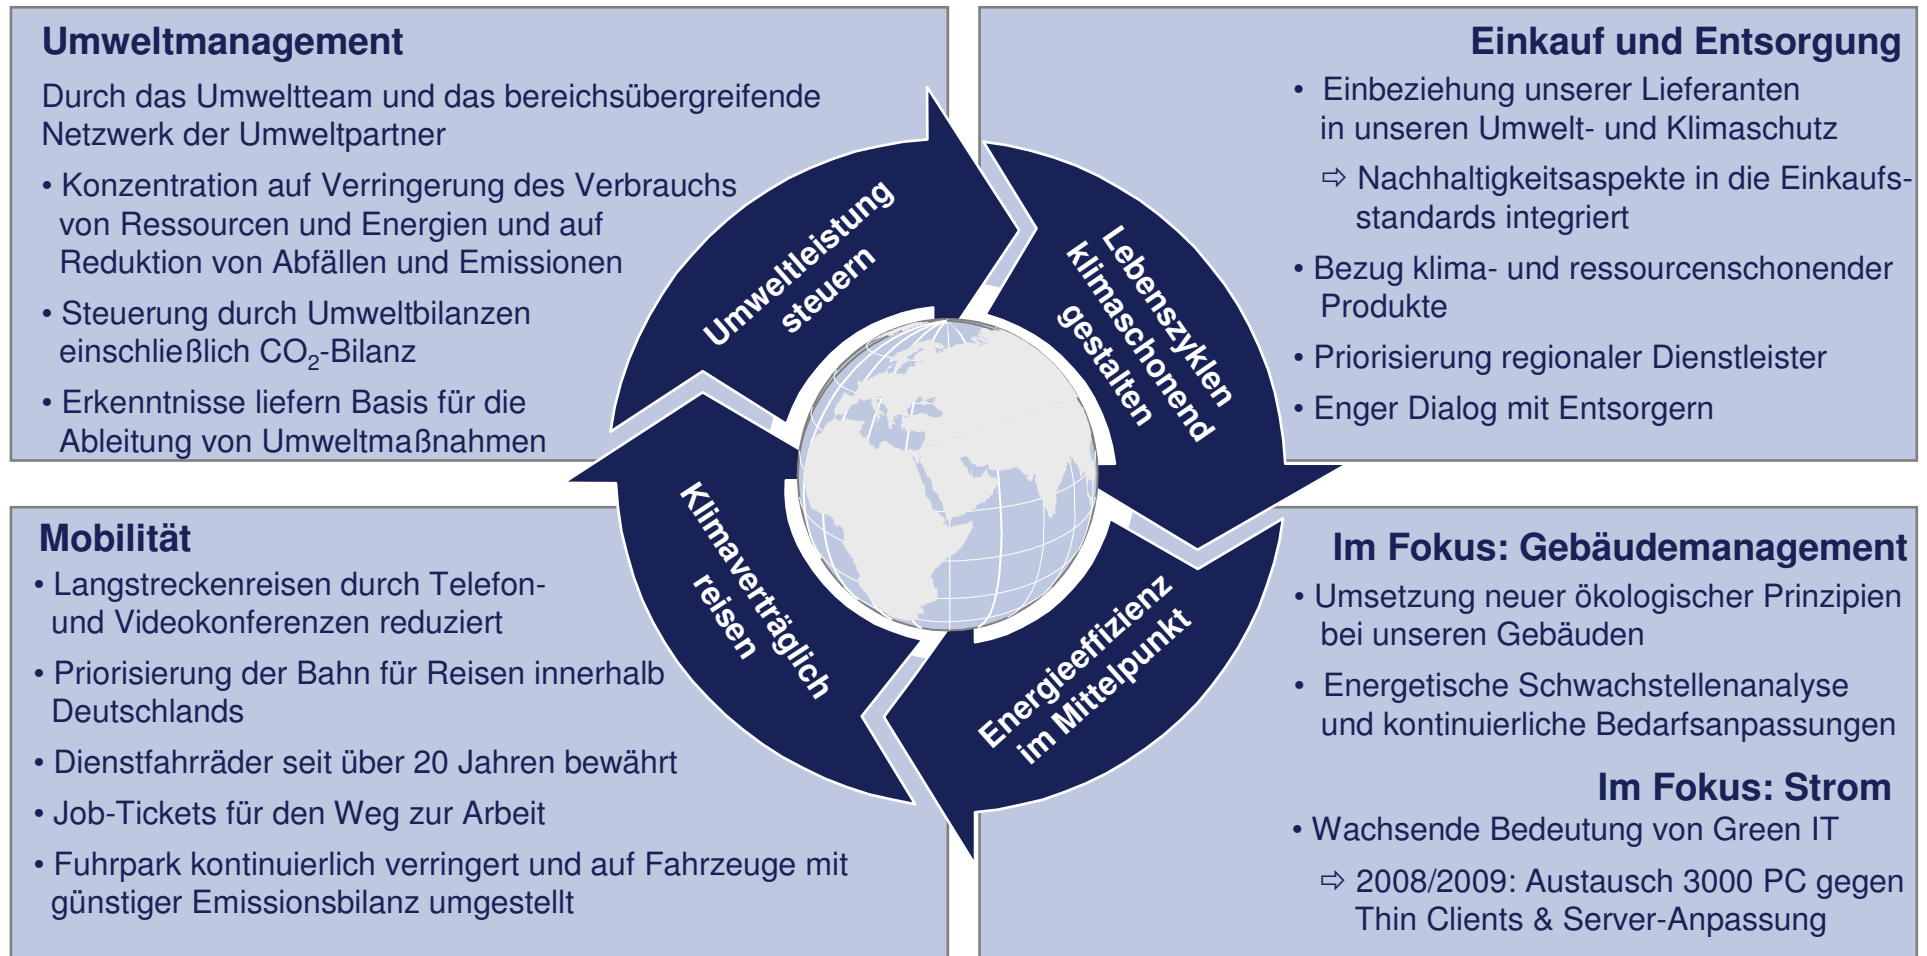 Umweltmanagement
Durch das Umweltteam und das bereichsübergreifende
Netzwerk der Umweltpartner
• Konzentration auf Verringerung des Verbrauchs
von Ressourcen und Energien und auf
Reduktion von Abfällen und Emissionen
• Steuerung durch Umweltbilanzen
einschließlich CO₂-Bilanz
• Erkenntnisse liefern Basis für die
Ableitung von Umweltmaßnahmen
Einkauf und Entsorgung
• Einbeziehung unserer Lieferanten
in unseren Umwelt- und Klimaschutz
⇨ Nachhaltigkeitsaspekte in die Einkaufs-
standards integriert
• Bezug klima- und ressourcenschonender
Produkte
• Priorisierung regionaler Dienstleister
• Enger Dialog mit Entsorgern
Umweltleistung
steuern
Lebenszyklen
klimaschonend
gestalten
Klimaverträglich
reisen
Energieeffizienz
im Mittelpunkt
Mobilität
• Langstreckenreisen durch Telefon-
und Videokonferenzen reduziert
• Priorisierung der Bahn für Reisen innerhalb
Deutschlands
• Dienstfahrräder seit über 20 Jahren bewährt
• Job-Tickets für den Weg zur Arbeit
• Fuhrpark kontinuierlich verringert und auf Fahrzeuge mit
günstiger Emissionsbilanz umgestellt
Im Fokus: Gebäudemanagement
• Umsetzung neuer ökologischer Prinzipien
bei unseren Gebäuden
• Energetische Schwachstellenanalyse
und kontinuierliche Bedarfsanpassungen
Im Fokus: Strom
• Wachsende Bedeutung von Green IT
⇨ 2008/2009: Austausch 3000 PC gegen
Thin Clients & Server-Anpassung